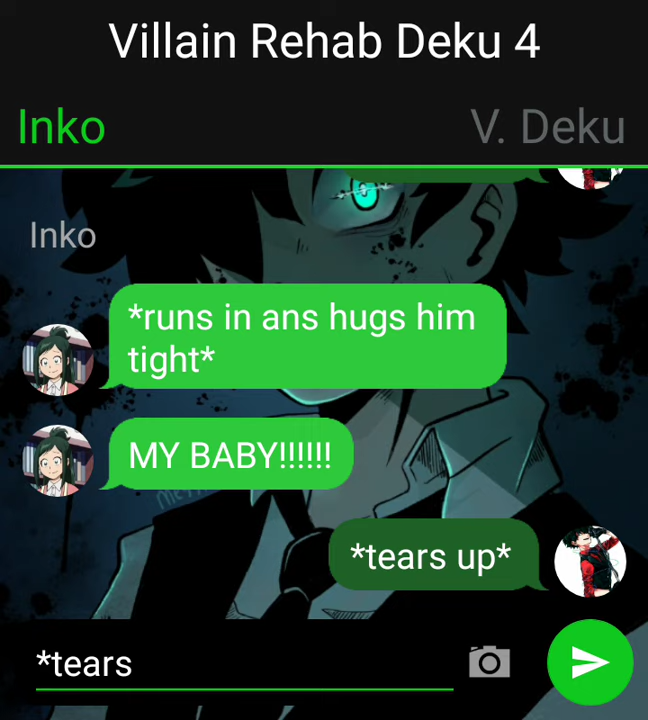 Villain Rehab Deku 4
Inko V. Deku
Inko
*runs in ans hugs him
tight*
MY BABY!!!!!!
*tears up*
*tears